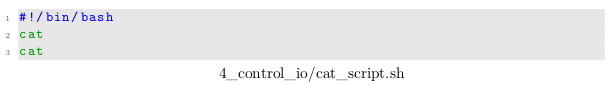 1 #!/bin/bash
2 cat
3 cat
4_control_io/cat_script.sh